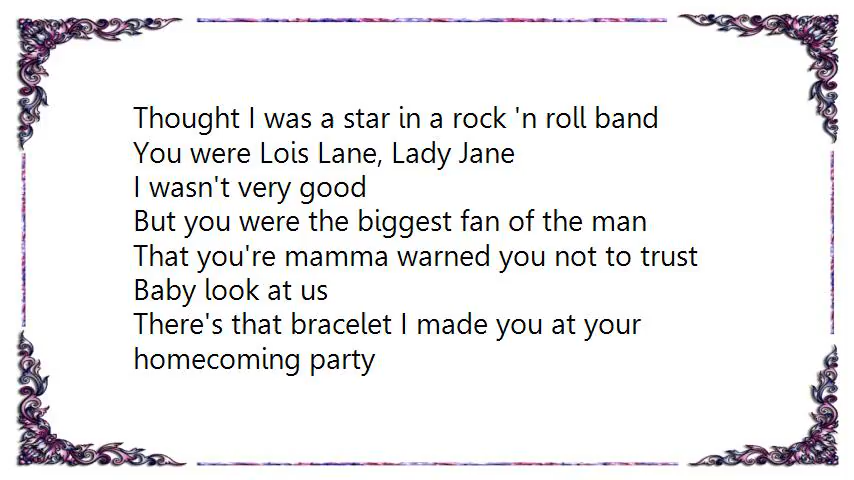 Thought I was a star in a rock 'n roll band
You were Lois Lane, Lady Jane
I wasn't very good
But you were the biggest fan of the man
That you're mamma warned you not to trust
Baby look at us
There's that bracelet I made you at your
homecoming party